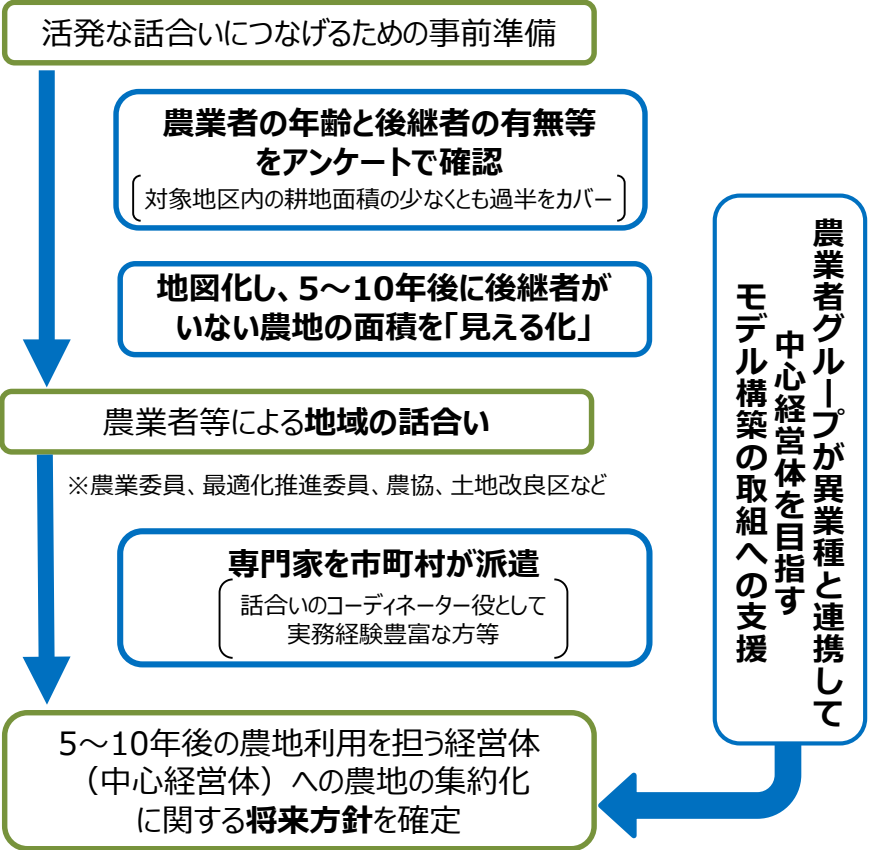 活発な話合いにつなげるための事前準備
農業者の年齢と後継者の有無等
をアンケートで確認
対象地区内の耕地面積の少なくとも過半をカバー
地図化し、5～10年後に後継者が
いない農地の面積を「見える化」
農業者等による地域の話合い
※農業委員、最適化推進委員、農協、土地改良区など
専門家を市町村が派遣
話合いのコーディネーター役として
実務経験豊富な方等
5～10年後の農地利用を担う経営体
（中心経営体）への農地の集約化
に関する将来方針を確定
農業者グループが異業種と連携して
中心経営体を目指す
モデル構築の取組への支援